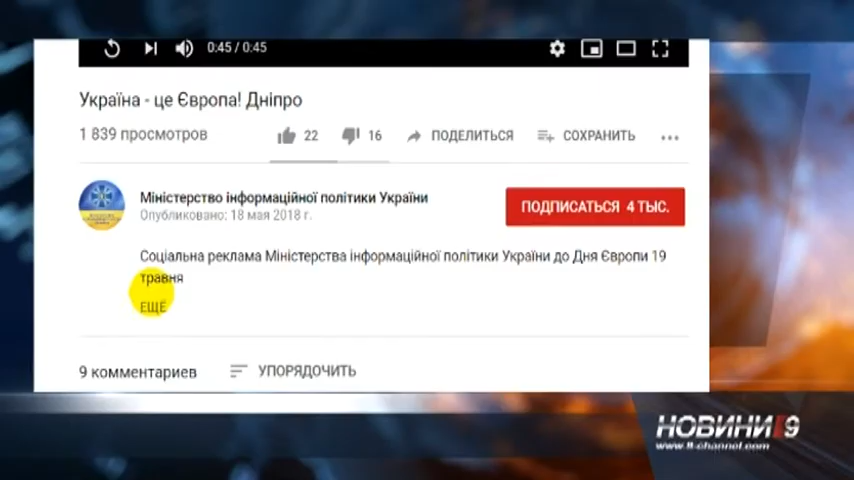 0:45 / 0:45
Україна - це Європа! Дніпро
1 839 просмотров
22
16
ПОДЕЛИТЬСЯ
СОХРАНИТЬ
Міністерство інформаційної політики України
Опубликовано: 18 мая 2018 г.
ПОДПИСАТЬСЯ 4 ТЫС.
Соціальна реклама Міністерства інформаційної політики України до Дня Європи 19
травня
ЕЩЁ
9 комментариев
УПОРЯДОЧИТЬ
НОВИНИ 9
www.11-channel.com